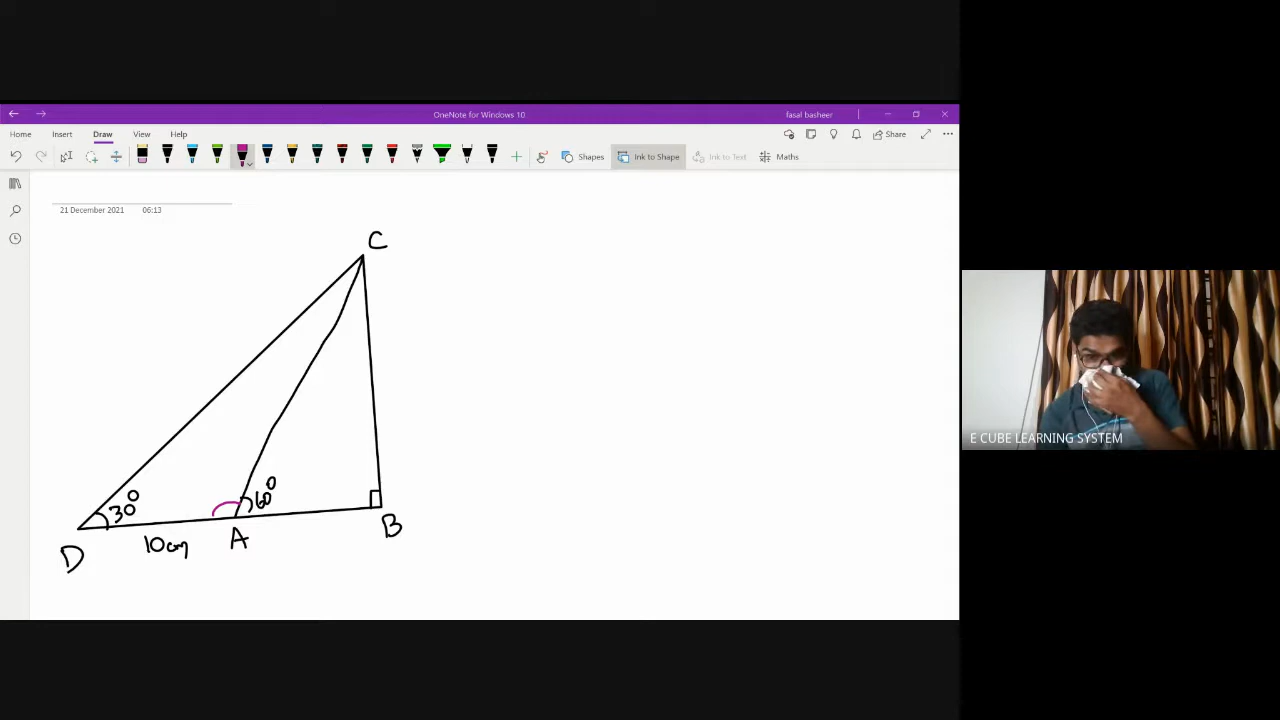 OneNote for Windows 10
fasal basheer
Home Insert Draw View Help
Share
Shapes
Ink to Shape
Ink to Text
Maths
21 December 2021 06:13
C
30°
60°
10cm
A
B
D
E CUBE LEARNING SYSTEM